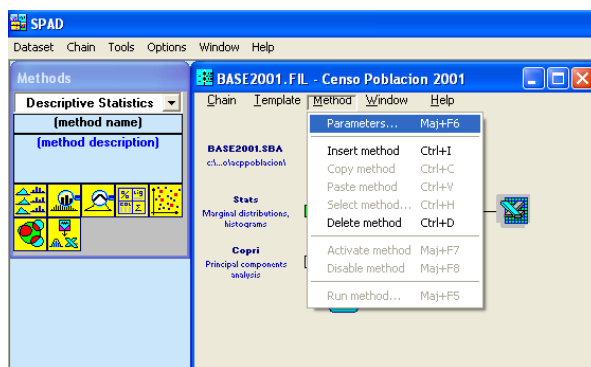 SPAD
Dataset Chain Tools Options Window Help
Methods
Descriptive Statistics
(method name)
(method description)
BASE2001.FIL - Censo Poblacion 2001
Chain Template Method Window Help
Parameters... Maj+F6
Insert method Ctrl+I
Copy method Ctrl+C
Paste method Ctrl+V
Select method... Ctrl+H
Delete method Ctrl+D
Activate method Maj+F7
Disable method Maj+F8
Run method... Maj+F5
BASE2001.SBA
c:\...o\acppoblacion\
Stats
Marginal distributions,
histograms
Copri
Principal components
analysis